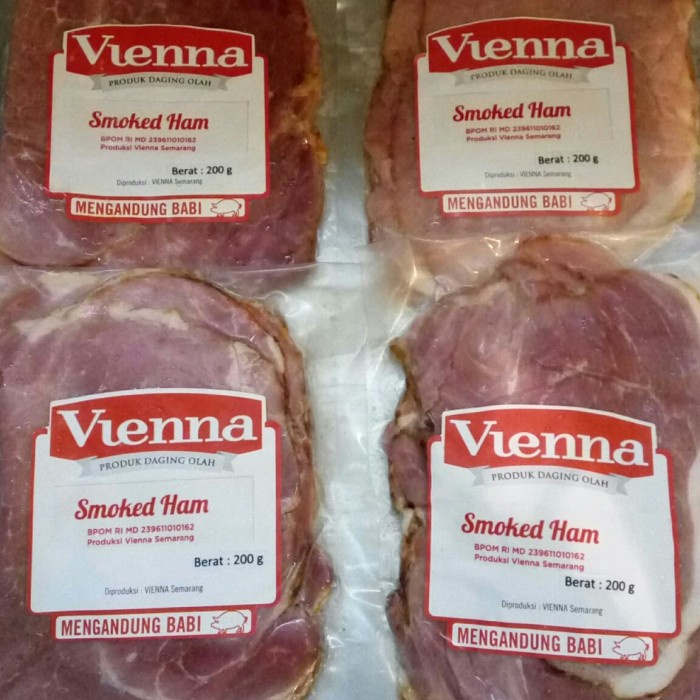 Vienna
PRODUK DAGING OLAH
Smoked Ham
BPOM RI MD 239611010162
Produksi Vienna Semarang
Berat : 200 g
Diproduksi : VIENNA Semarang
MENGANDUNG BABI
Vienna
PRODUK DAGING OLAH
Smoked Ham
BPOM RI MD 239611010162
Produksi Vienna Semarang
Berat : 200 g
Diproduksi : VIENNA Semarang
MENGANDUNG BABI
Vienna
PRODUK DAGING OLAH
Smoked Ham
BPOM RI MD 239611010162
Produksi Vienna Semarang
Berat : 200 g
Diproduksi : VIENNA Semarang
MENGANDUNG BABI
Vienna
PRODUK DAGING OLAH
Smoked Ham
BPOM RI MD 239611010162
Produksi Vienna Semarang
Berat : 200 g
Diproduksi : VIENNA Semarang
MENGANDUNG BABI